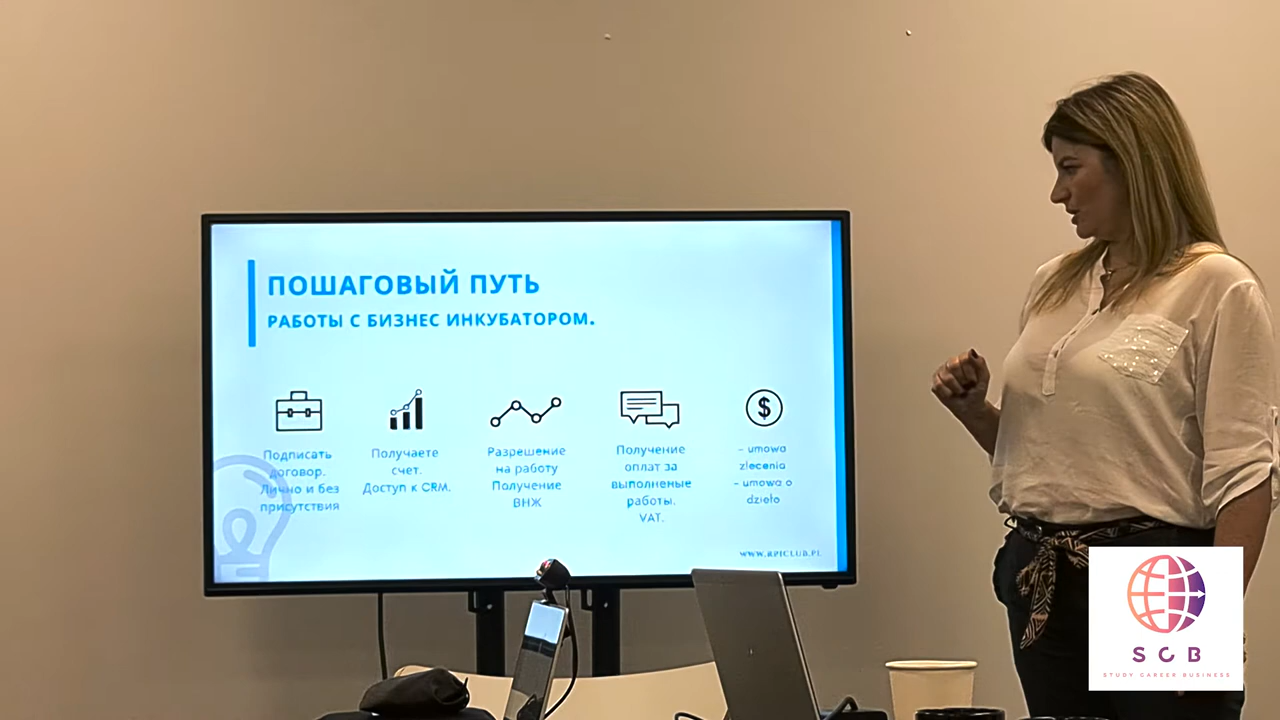 ПОШАГОВЫЙ ПУТЬ
РАБОТЫ С БИЗНЕС ИНКУБАТОРОМ.
Подписать
договор.
Лично и без
присутствия
Получаете
счет.
Доступ к CRM.
Разрешение
на работу
Получение
ВНЖ
Получение
оплат за
выполненые
работы.
VAT.
$
– umowa
zlecenia
– umowa o
dzieło
WWW.RPICLUB.PL
SCB
STUDY CAREER BUSINESS